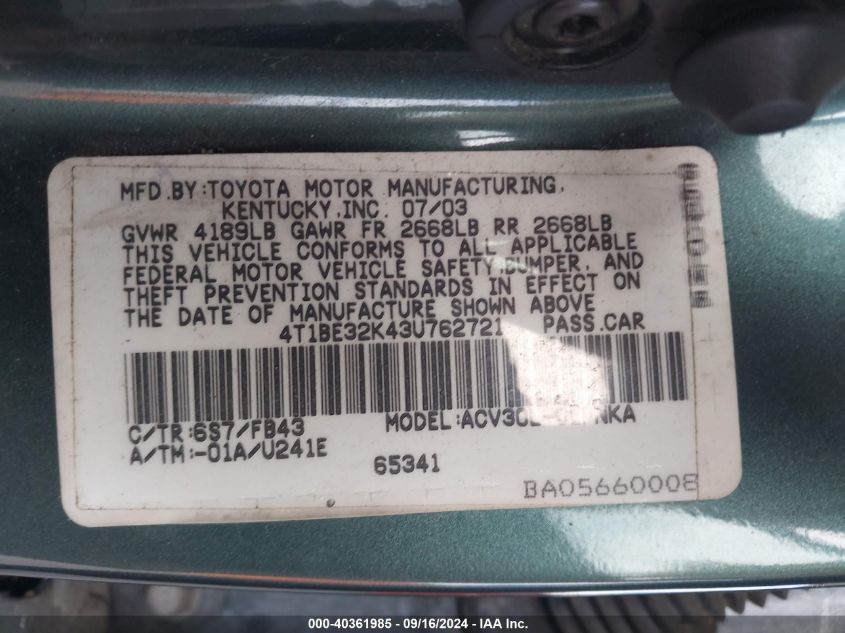 MFD.BY:TOYOTA MOTOR MANUFACTURING,
KENTUCKY,INC. 07/03
GVWR 4189LB GAWR FR 2668LB RR 2668LB
THIS VEHICLE CONFORMS TO ALL APPLICABLE
FEDERAL MOTOR VEHICLE SAFETY,BUMPER, AND
THEFT PREVENTION STANDARDS IN EFFECT ON
THE DATE OF MANUFACTURE SHOWN ABOVE
4T1BE32K43U762721 PASS.CAR
C/TR:6S7/FB43 MODEL:
A/TM:-01A/U241E
65341
BA05660008
000-40361985 - 09/16/2024 - © IAA Inc.